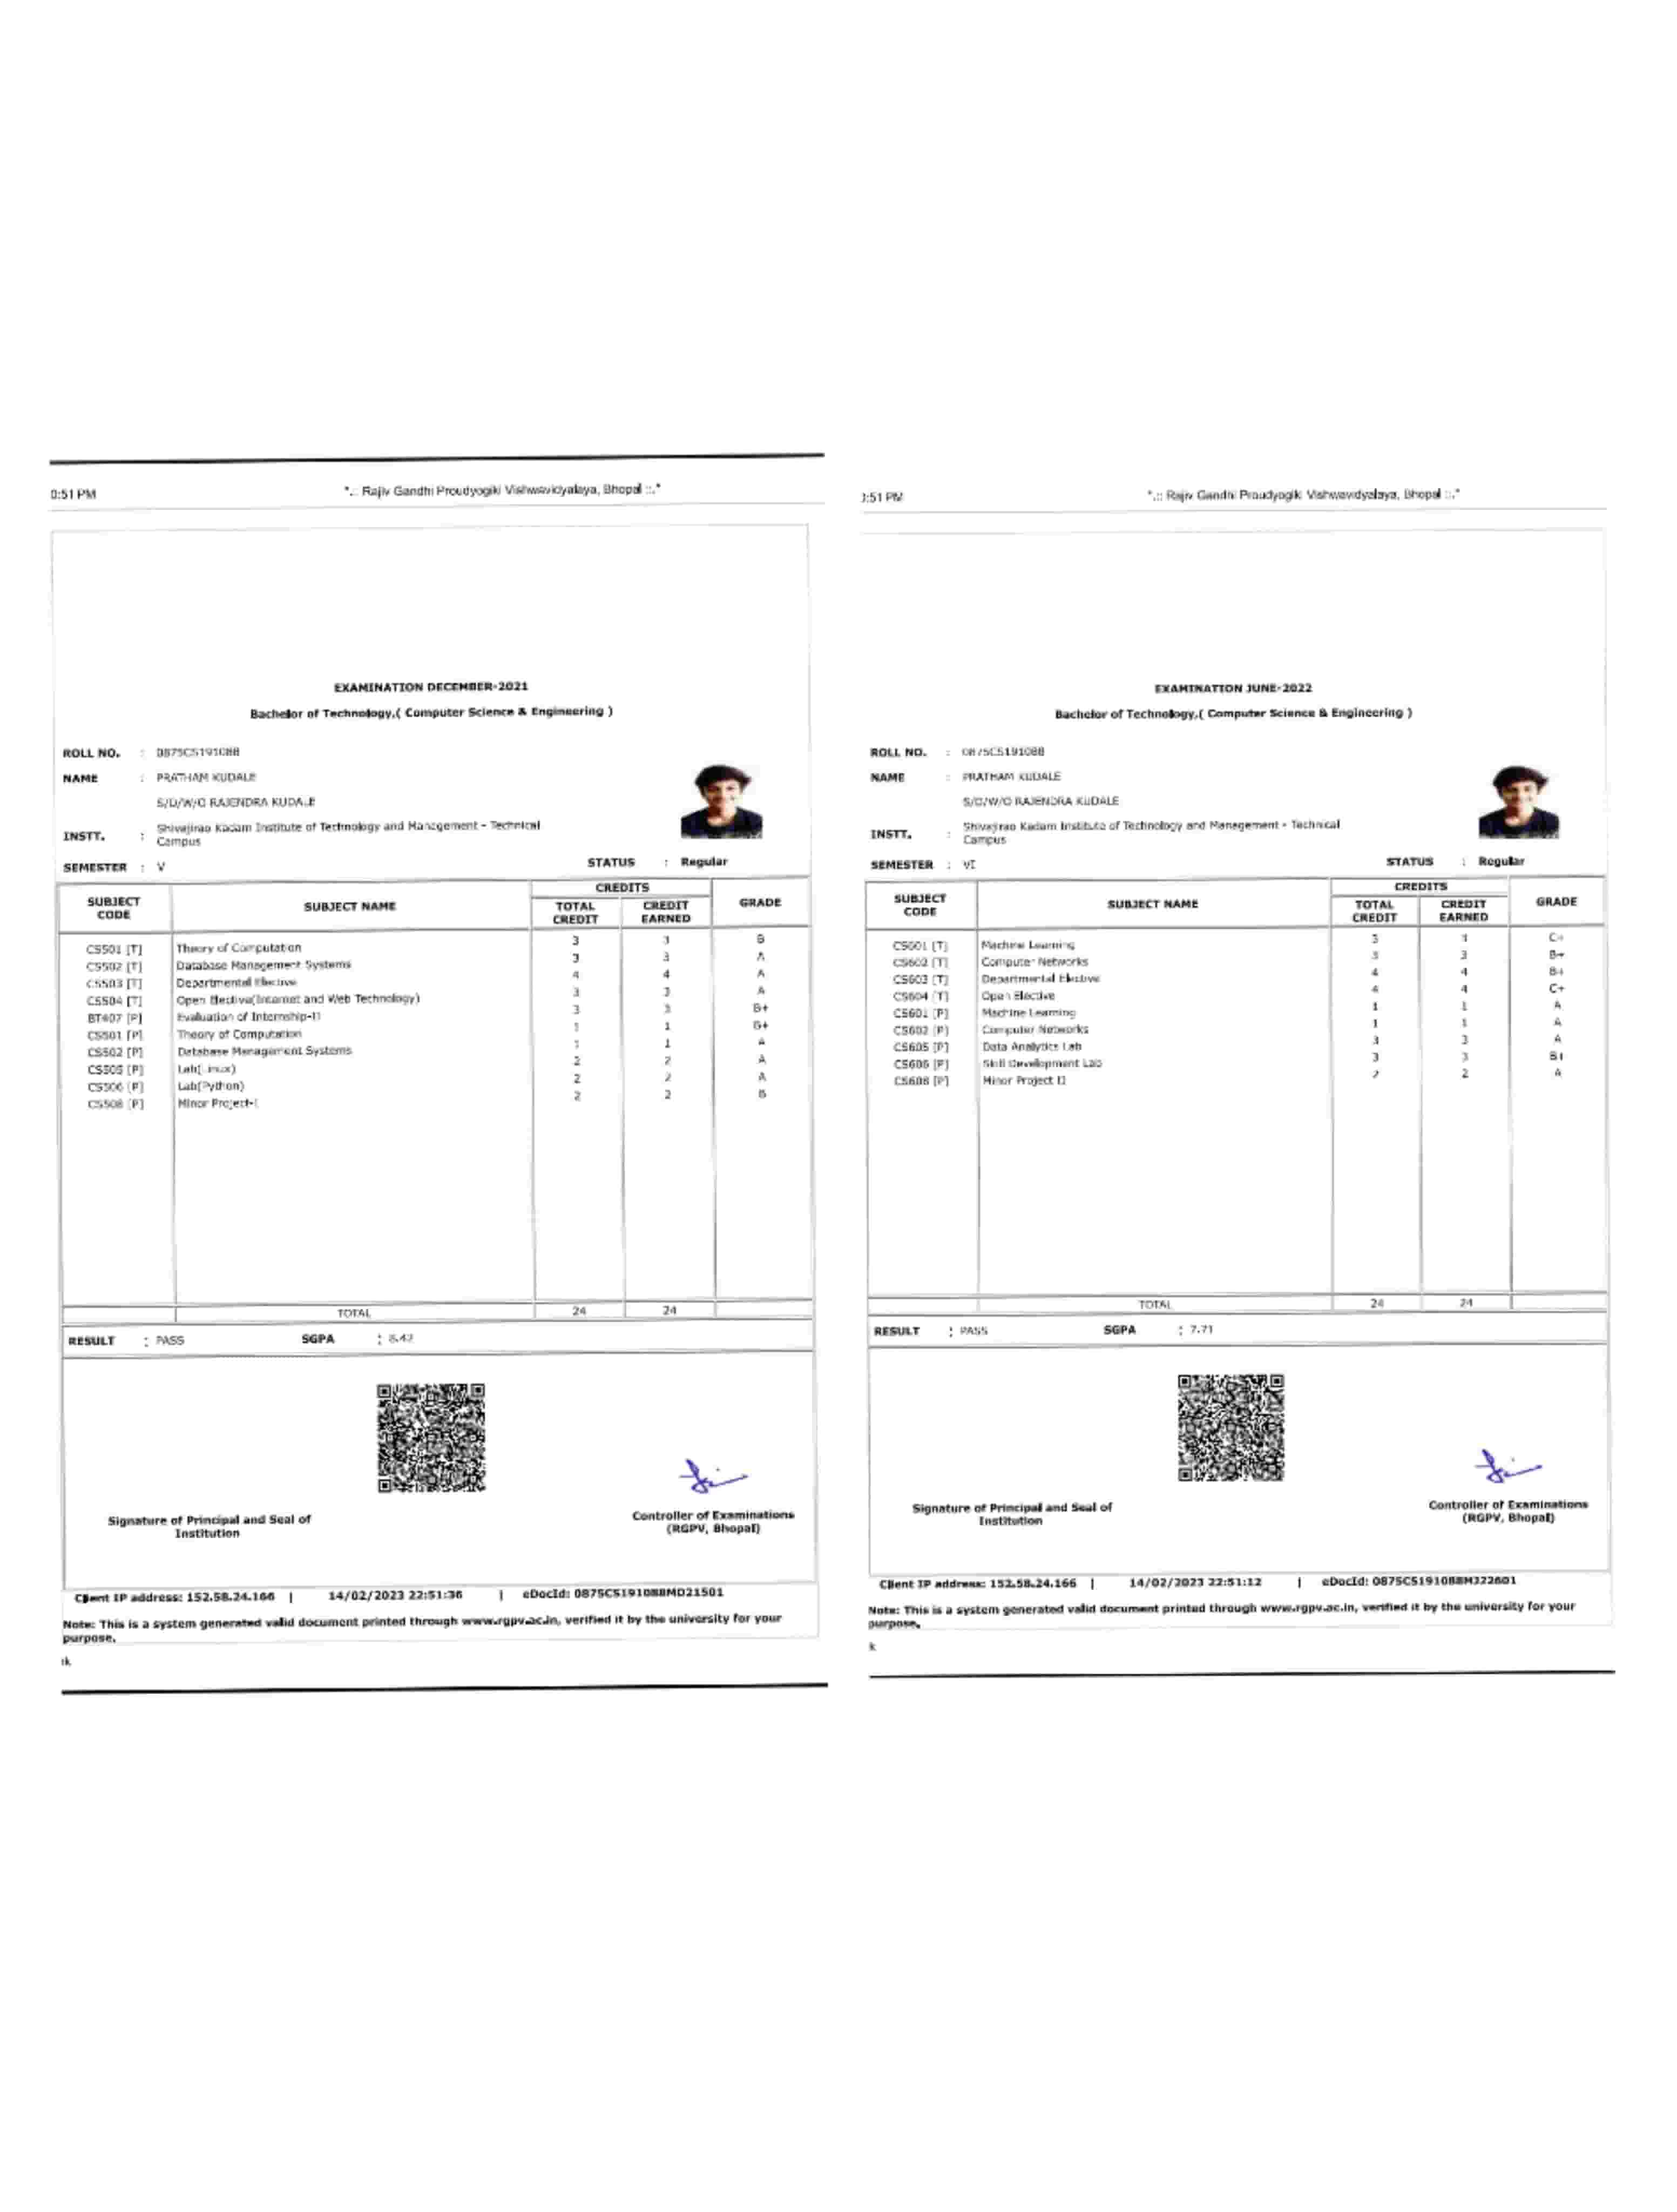 0:51 PM
".:: Rajiv Gandhi Proudyogiki Vishwavidyalaya, Bhopal ::."
EXAMINATION DECEMBER-2021
Bachelor of Technology,( Computer Science & Engineering )
ROLL NO. : 0875CS191088
NAME : PRATHAM KUDALE
S/D/W/O RAJENDRA KUDALE
INSTT. : Shivajirao Kadam Institute of Technology and Management - Technical
Campus
SEMESTER : V STATUS : Regular
SUBJECT CODE SUBJECT NAME CREDITS GRADE
TOTAL CREDIT CREDIT EARNED
CS501 [T] Theory of Computation 3 3 B
CS502 [T] Database Management Systems 3 3 A
CS503 [T] Departmental Elective 4 4 A
CS504 [T] Open Elective(Internet and Web Technology) 3 3 A
BT407 [P] Evaluation of Internship-II 3 3 B+
CS501 [P] Theory of Computation 1 1 B+
CS502 [P] Database Management Systems 1 1 A
CS505 [P] Lab(Linux) 2 2 A
CS506 [P] Lab(Python) 2 2 A
CS508 [P] Minor Project-I 2 2 B
TOTAL 24 24
RESULT : PASS SGPA : 8.42
Signature of Principal and Seal of
Institution
Controller of Examinations
(RGPV, Bhopal)
Client IP address: 152.58.24.166 | 14/02/2023 22:51:36 | eDocId: 0875CS191088MD21501
Note: This is a system generated valid document printed through www.rgpv.ac.in, verified it by the university for your
purpose.
):51 PM
".:: Rajiv Gandhi Proudyogiki Vishwavidyalaya, Bhopal ::."
EXAMINATION JUNE-2022
Bachelor of Technology,( Computer Science & Engineering )
ROLL NO. : 0875CS191088
NAME : PRATHAM KUDALE
S/D/W/O RAJENDRA KUDALE
INSTT. : Shivajirao Kadam Institute of Technology and Management - Technical
Campus
SEMESTER : VI STATUS : Regular
SUBJECT CODE SUBJECT NAME CREDITS GRADE
TOTAL CREDIT CREDIT EARNED
CS601 [T] Machine Learning 3 3 C+
CS602 [T] Computer Networks 3 3 B+
CS603 [T] Departmental Elective 4 4 B+
CS604 [T] Open Elective 4 4 C+
CS601 [P] Machine Learning 1 1 A
CS602 [P] Computer Networks 1 1 A
CS605 [P] Data Analytics Lab 3 3 A
CS606 [P] Skill Development Lab 3 3 B+
CS608 [P] Minor Project II 2 2 A
TOTAL 24 24
RESULT : PASS SGPA : 7.71
Signature of Principal and Seal of
Institution
Controller of Examinations
(RGPV, Bhopal)
Client IP address: 152.58.24.166 | 14/02/2023 22:51:12 | eDocId: 0875CS191088MJ22601
Note: This is a system generated valid document printed through www.rgpv.ac.in, verified it by the university for your
purpose.
k